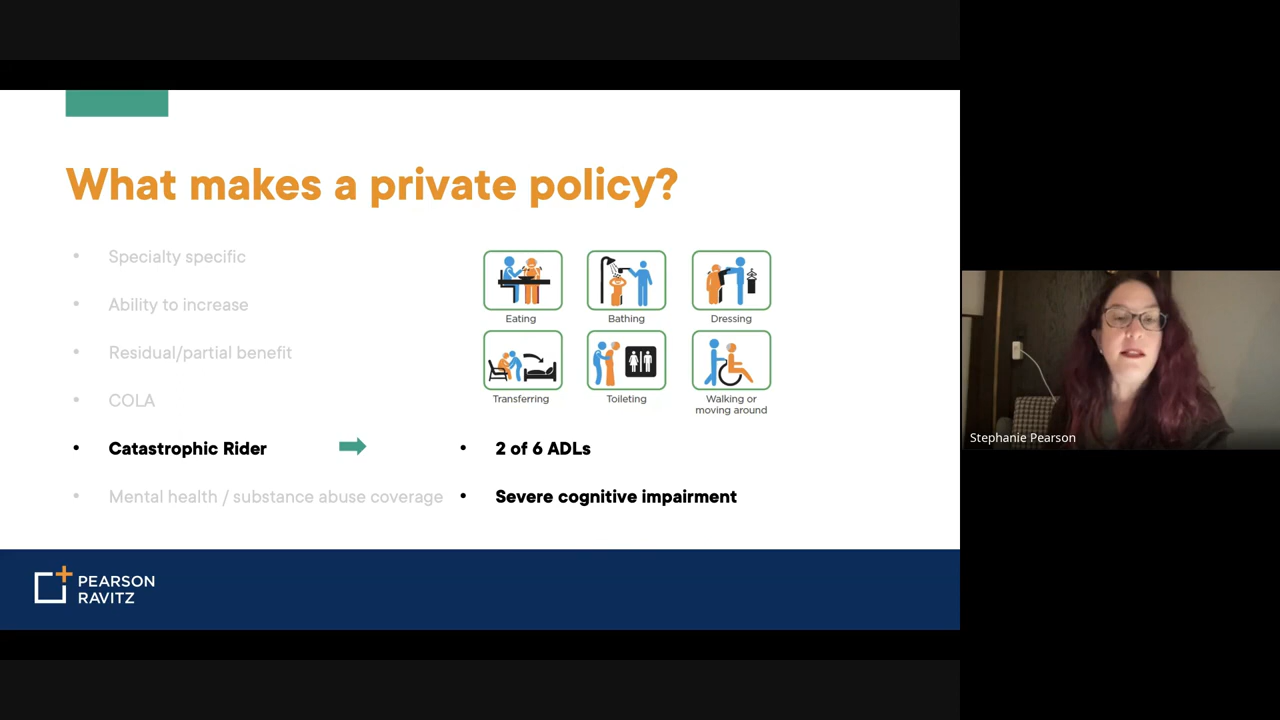 What makes a private policy?
• Specialty specific
• Ability to increase
• Residual/partial benefit
• COLA
• Catastrophic Rider
• Mental health / substance abuse coverage
Eating
Bathing
Dressing
Transferring
Toileting
Walking or
moving around
• 2 of 6 ADLs
• Severe cognitive impairment
PEARSON
RAVITZ
Stephanie Pearson